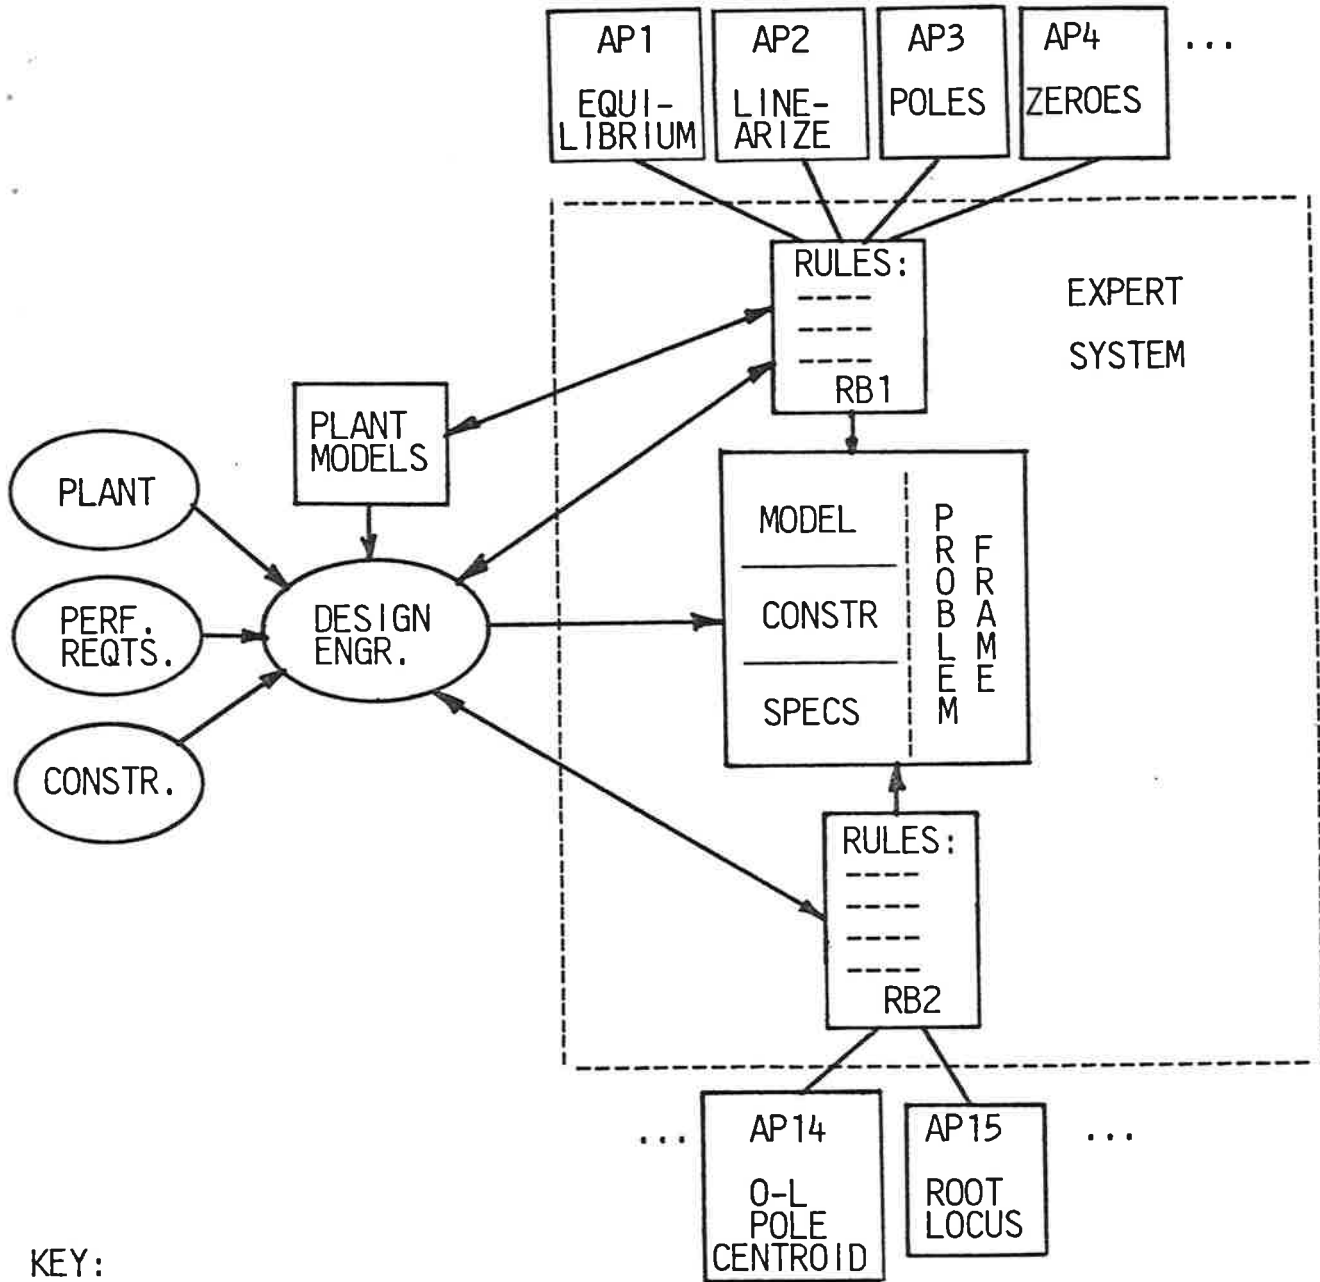 AP1
EQUI-
LIBRIUM
AP2
LINE-
ARIZE
AP3
POLES
AP4
ZEROES
...
RULES:
RB1
EXPERT
SYSTEM
PLANT
MODELS
PLANT
PERF.
REQTS.
CONSTR.
DESIGN
ENGR.
MODEL
CONSTR
SPECS
PROBLEM
FRAME
RULES:
RB2
...
AP14
O-L
POLE
CENTROID
AP15
ROOT
LOCUS
...
KEY: